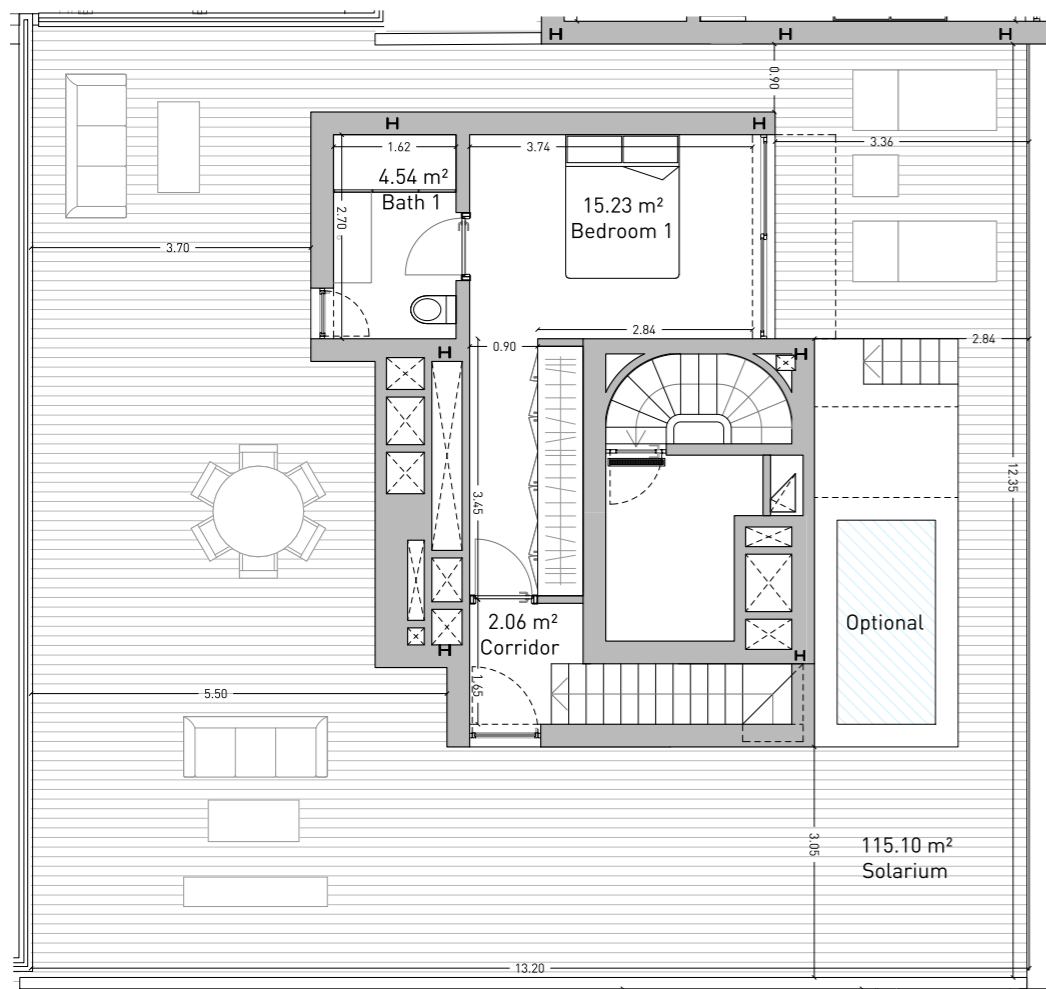 0.90
3.36
1.62
3.74
4.54 m²
Bath 1
15.23 m²
Bedroom 1
2.70
3.70
2.84
2.84
0.90
12.35
3.45
2.06 m²
Corridor
Optional
5.50
1.65
3.05
115.10 m²
Solarium
13.20